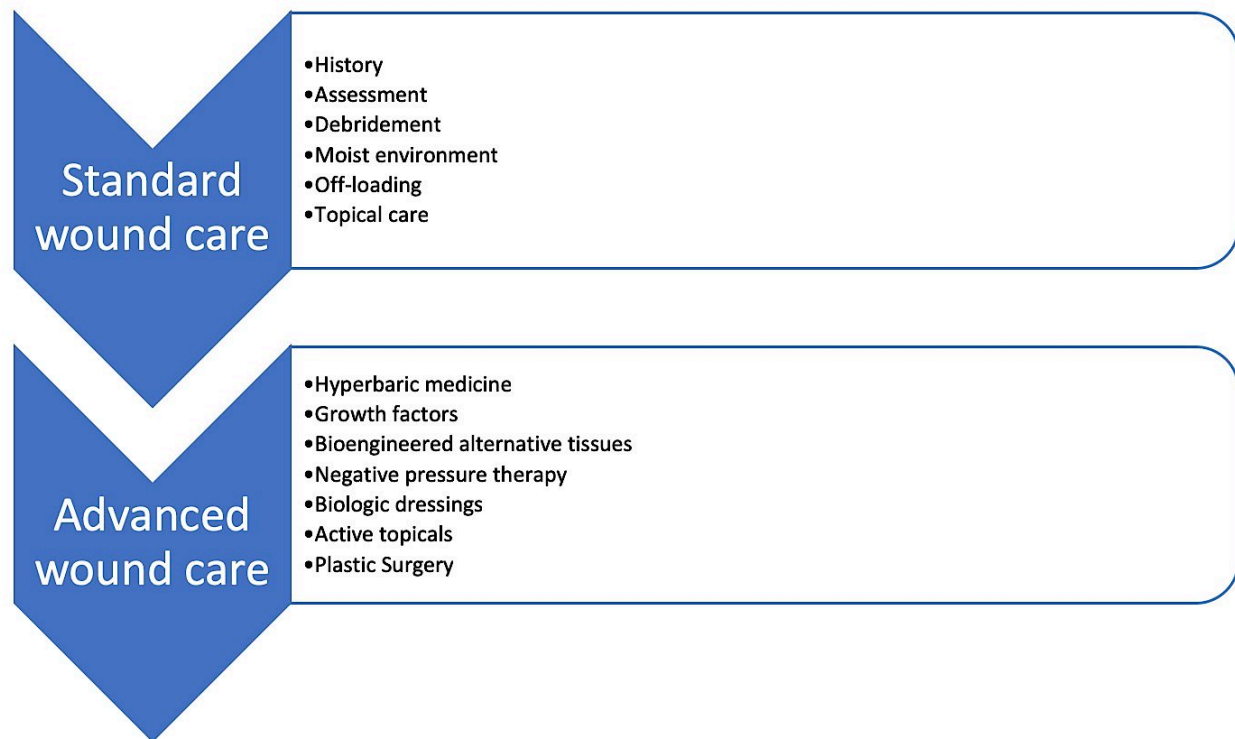 Standard
wound care
•History
•Assessment
•Debridement
•Moist environment
•Off-loading
•Topical care
Advanced
wound care
•Hyperbaric medicine
•Growth factors
•Bioengineered alternative tissues
•Negative pressure therapy
•Biologic dressings
•Active topicals
•Plastic Surgery